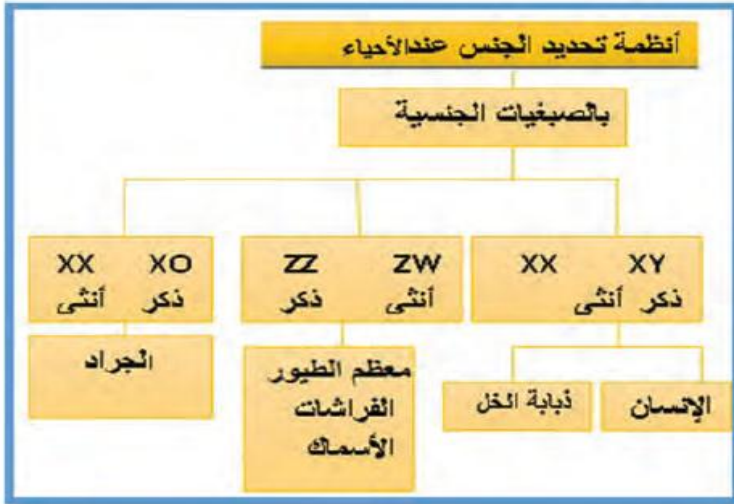 أنظمة تحديد الجنس عندالأحياء
بالصبغيات الجنسية
XY XX
ذكر أنثى
ZW ZZ
أنثى ذكر
XO XX
ذكر أنثى
الإنسان
ذبابة الخل
معظم الطيور
الفراشات
الأسماك
الجراد